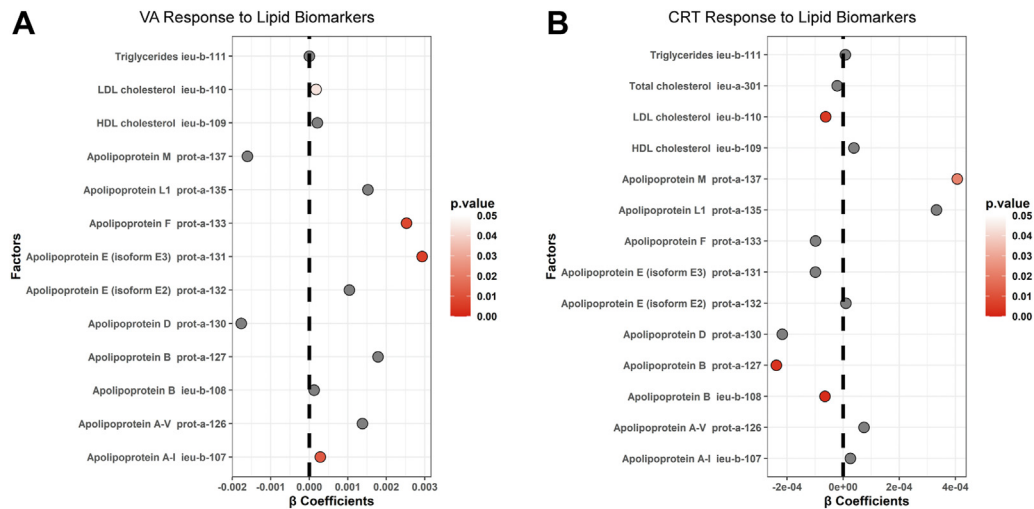 A
VA Response to Lipid Biomarkers
Factors
Triglycerides ieu-b-111
LDL cholesterol ieu-b-110
HDL cholesterol ieu-b-109
Apolipoprotein M prot-a-137
Apolipoprotein L1 prot-a-135
Apolipoprotein F prot-a-133
Apolipoprotein E (isoform E3) prot-a-131
Apolipoprotein E (isoform E2) prot-a-132
Apolipoprotein D prot-a-130
Apolipoprotein B prot-a-127
Apolipoprotein B ieu-b-108
Apolipoprotein A-V prot-a-126
Apolipoprotein A-I ieu-b-107
-0.002 -0.001 0.000 0.001 0.002 0.003
β Coefficients
p.value
0.05
0.04
0.03
0.02
0.01
0.00
B
CRT Response to Lipid Biomarkers
Factors
Triglycerides ieu-b-111
Total cholesterol ieu-a-301
LDL cholesterol ieu-b-110
HDL cholesterol ieu-b-109
Apolipoprotein M prot-a-137
Apolipoprotein L1 prot-a-135
Apolipoprotein F prot-a-133
Apolipoprotein E (isoform E3) prot-a-131
Apolipoprotein E (isoform E2) prot-a-132
Apolipoprotein D prot-a-130
Apolipoprotein B prot-a-127
Apolipoprotein B ieu-b-108
Apolipoprotein A-V prot-a-126
Apolipoprotein A-I ieu-b-107
-2e-04 0e+00 2e-04 4e-04
β Coefficients
p.value
0.05
0.04
0.03
0.02
0.01
0.00